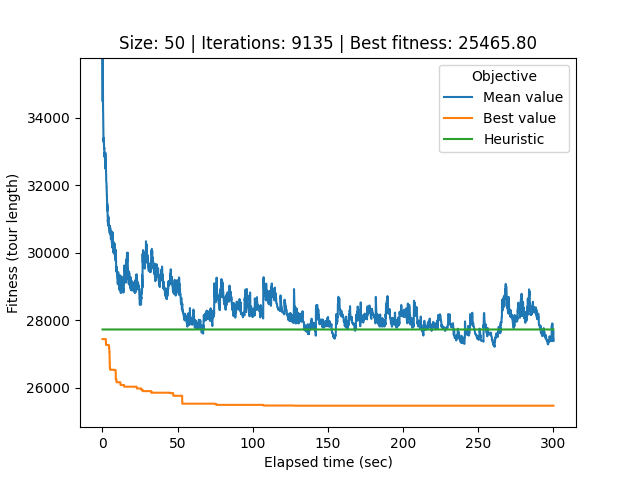 Size: 50 | Iterations: 9135 | Best fitness: 25465.80
Objective
Mean value
Best value
Heuristic
Fitness (tour length)
34000
32000
30000
28000
26000
0 50 100 150 200 250 300
Elapsed time (sec)